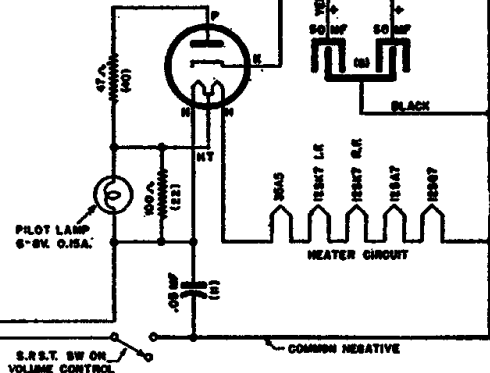 P
+
+
50 MF
50 MF
47Ω
(40)
K
BLACK
H
H
HT
100Ω
(22)
35A5
12SK7 I.F.
12SK7 R.F.
12SA7
12SQ7
PILOT LAMP
6-8V. 0.15A.
HEATER CIRCUIT
.05 MF
COMMON NEGATIVE
S.P.S.T. SW ON
VOLUME CONTROL